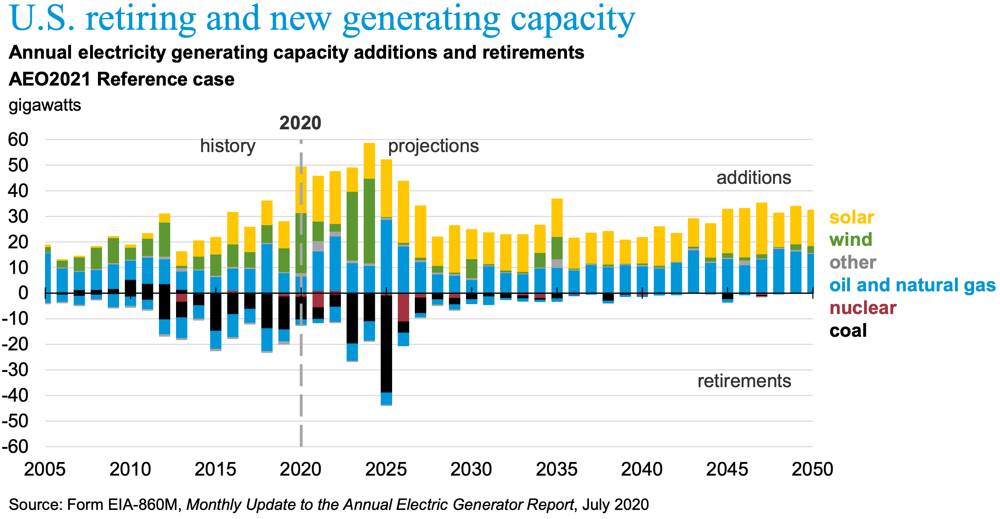 U.S. retiring and new generating capacity
Annual electricity generating capacity additions and retirements
AEO2021 Reference case
gigawatts
2020
history
projections
additions
60
50
40
30
20
10
0
-10
-20
-30
-40
-50
-60
solar
wind
other
oil and natural gas
nuclear
coal
retirements
2005 2010 2015 2020 2025 2030 2035 2040 2045 2050
Source: Form EIA-860M, Monthly Update to the Annual Electric Generator Report, July 2020